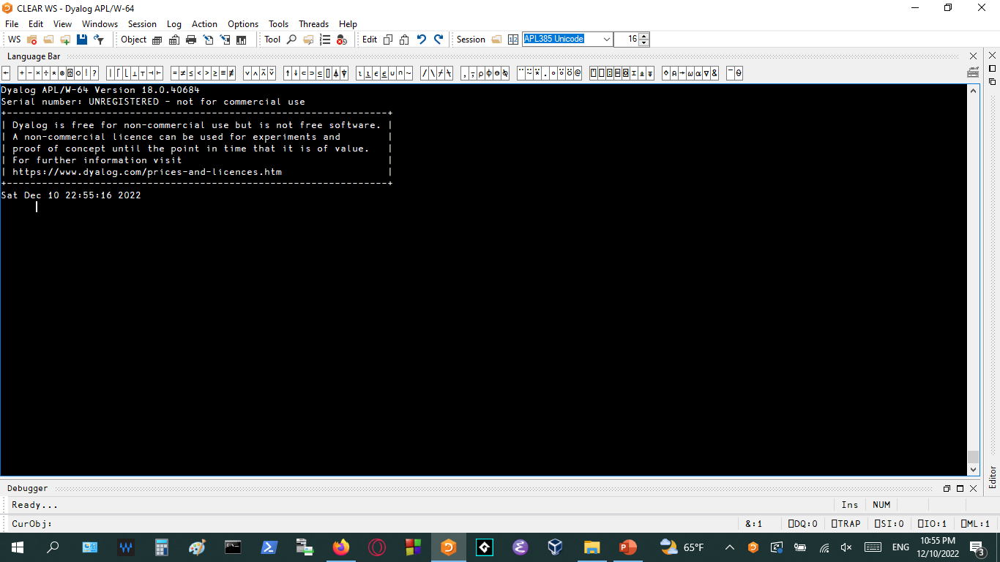 CLEAR WS - Dyalog APL/W-64
File Edit View Windows Session Log Action Options Tools Threads Help
WS Object Tool Edit Session APL385 Unicode 16
Language Bar
← + - × ÷ * ⍟ ⌹ ○ ! ? | ⌈ ⌊ ⊥ ⊤ ⊣ ⊢ = ≠ ≤ < > ≥ ≡ ≢ ∨ ∧ ⍲ ⍱ ↑ ↓ ⊂ ⊃ ⊆ ⌷ ⍋ ⍒ ⍳ ⍸ ∊ ⍷ ∪ ∩ ~ / \ ⌿ ⍀ , ⍪ ⍴ ⌽ ⊖ ⍉ ¨ ⍨ ⍣ . ∘ ⍤ ⍥ @ ⍞ ⎕ ⍠ ⌸ ⌺ ⌶ ⍎ ⍕ ⋄ ⍝ → ⍵ ⍺ ∇ & ¯ ⍬
Dyalog APL/W-64 Version 18.0.40684
Serial number: UNREGISTERED - not for commercial use
+-----------------------------------------------------------------+
| Dyalog is free for non-commercial use but is not free software. |
| A non-commercial licence can be used for experiments and |
| proof of concept until the point in time that it is of value. |
| For further information visit |
| https://www.dyalog.com/prices-and-licences.htm |
+-----------------------------------------------------------------+
Sat Dec 10 22:55:16 2022
Editor
Debugger
Ready...
Ins NUM
CurObj:
&:1 ⎕DQ:0 ⎕TRAP ⎕SI:0 ⎕IO:1 ⎕ML:1
65°F ENG 10:55 PM
12/10/2022
3